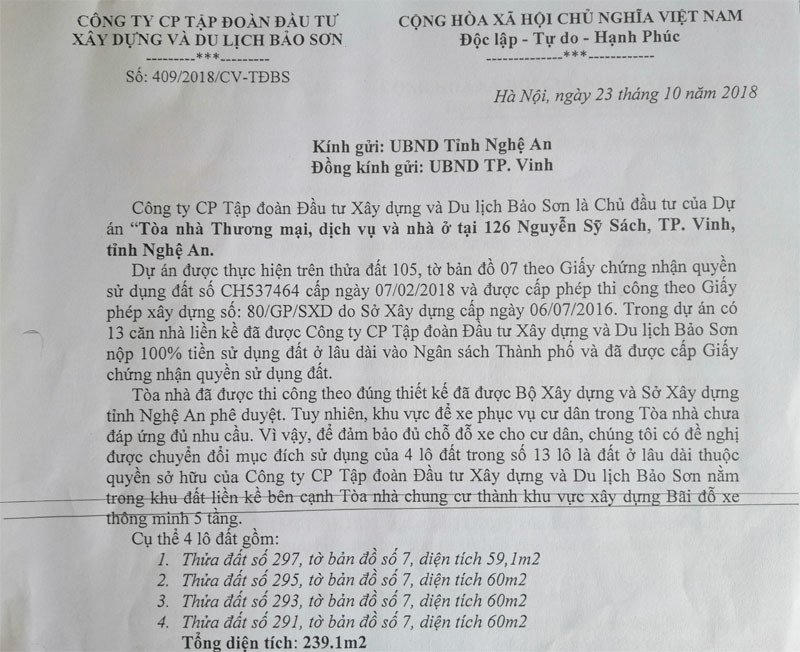 CÔNG TY CP TẬP ĐOÀN ĐẦU TƯ
XÂY DỰNG VÀ DU LỊCH BẢO SƠN
---------***---------
Số: 409/2018/CV-TĐBS
CỘNG HÒA XÃ HỘI CHỦ NGHĨA VIỆT NAM
Độc lập - Tự do - Hạnh Phúc
--------------***------------
Hà Nội, ngày 23 tháng 10 năm 2018
Kính gửi: UBND Tỉnh Nghệ An
Đồng kính gửi: UBND TP. Vinh
Công ty CP Tập đoàn Đầu tư Xây dựng và Du lịch Bảo Sơn là Chủ đầu tư của Dự
án “Tòa nhà Thương mại, dịch vụ và nhà ở tại 126 Nguyễn Sỹ Sách, TP. Vinh,
tỉnh Nghệ An.
Dự án được thực hiện trên thửa đất 105, tờ bản đồ 07 theo Giấy chứng nhận quyền
sử dụng đất số CH537464 cấp ngày 07/02/2018 và được cấp phép thi công theo Giấy
phép xây dựng số: 80/GP/SXD do Sở Xây dựng cấp ngày 06/07/2016. Trong dự án có
13 căn nhà liền kề đã được Công ty CP Tập đoàn Đầu tư Xây dựng và Du lịch Bảo Sơn
nộp 100% tiền sử dụng đất ở lâu dài vào Ngân sách Thành phố và đã được cấp Giấy
chứng nhận quyền sử dụng đất.
Tòa nhà đã được thi công theo đúng thiết kế đã được Bộ Xây dựng và Sở Xây dựng
tỉnh Nghệ An phê duyệt. Tuy nhiên, khu vực để xe phục vụ cư dân trong Tòa nhà chưa
đáp ứng đủ nhu cầu. Vì vậy, để đảm bảo đủ chỗ đỗ xe cho cư dân, chúng tôi có đề nghị
được chuyển đổi mục đích sử dụng của 4 lô đất trong số 13 lô là đất ở lâu dài thuộc
quyền sở hữu của Công ty CP Tập đoàn Đầu tư Xây dựng và Du lịch Bảo Sơn nằm
trong khu đất liền kề bên cạnh Tòa nhà chung cư thành khu vực xây dựng Bãi đỗ xe
thông minh 5 tầng.
Cụ thể 4 lô đất gồm:
1. Thửa đất số 297, tờ bản đồ số 7, diện tích 59,1m2
2. Thửa đất số 295, tờ bản đồ số 7, diện tích 60m2
3. Thửa đất số 293, tờ bản đồ số 7, diện tích 60m2
4. Thửa đất số 291, tờ bản đồ số 7, diện tích 60m2
Tổng diện tích: 239.1m2